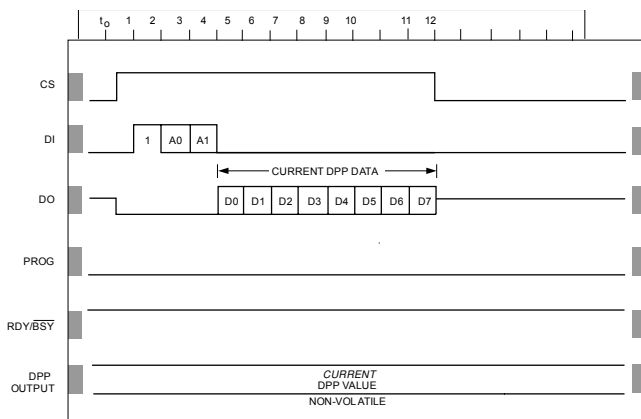 to 1 2 3 4 5 6 7 8 9 10 11 12
CS
DI 1 A0 A1
CURRENT DPP DATA
DO D0 D1 D2 D3 D4 D5 D6 D7
PROG
RDY/BSY
DPP
OUTPUT
CURRENT
DPP VALUE
NON-VOLATILE